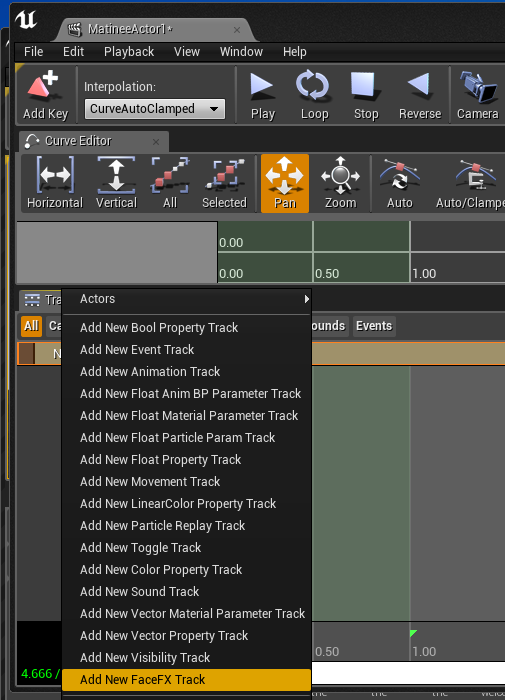 MatineeActor1*
File Edit Playback View Window Help
Interpolation:
CurveAutoClamped
Add Key Play Loop Stop Reverse Camera
Curve Editor
Horizontal Vertical All Selected Pan Zoom Auto Auto/Clampe
0.00
0.00 0.50 1.00
Tra
All Ca ounds Events
N
Actors
Add New Bool Property Track
Add New Event Track
Add New Animation Track
Add New Float Anim BP Parameter Track
Add New Float Material Parameter Track
Add New Float Particle Param Track
Add New Float Property Track
Add New Movement Track
Add New LinearColor Property Track
Add New Particle Replay Track
Add New Toggle Track
Add New Color Property Track
Add New Sound Track
Add New Vector Material Parameter Track
Add New Vector Property Track
Add New Visibility Track
Add New FaceFX Track
0.50 1.00
4.666 /